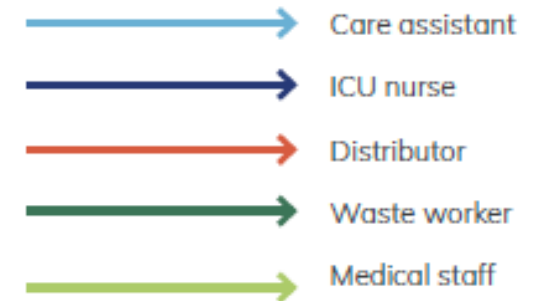 Care assistant
ICU nurse
Distributor
Waste worker
Medical staff